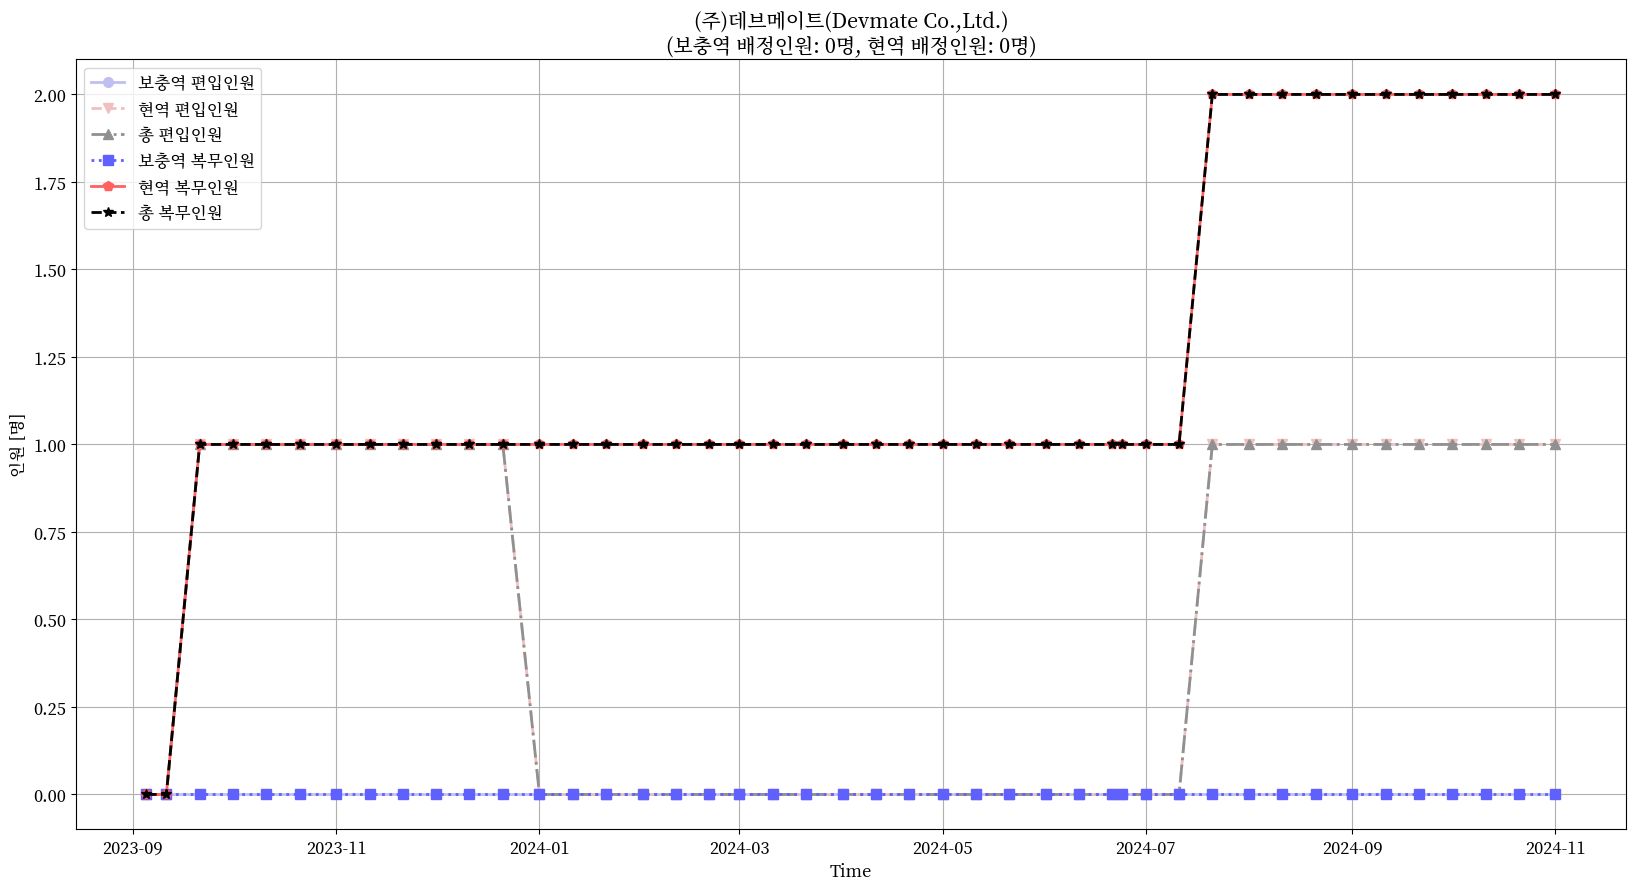 (주)데브메이트(Devmate Co.,Ltd.)
(보충역 배정인원: 0명, 현역 배정인원: 0명)
보충역 편입인원
현역 편입인원
총 편입인원
보충역 복무인원
현역 복무인원
총 복무인원
인원 [명]
2.00
1.75
1.50
1.25
1.00
0.75
0.50
0.25
0.00
2023-09 2023-11 2024-01 2024-03 2024-05 2024-07 2024-09 2024-11
Time